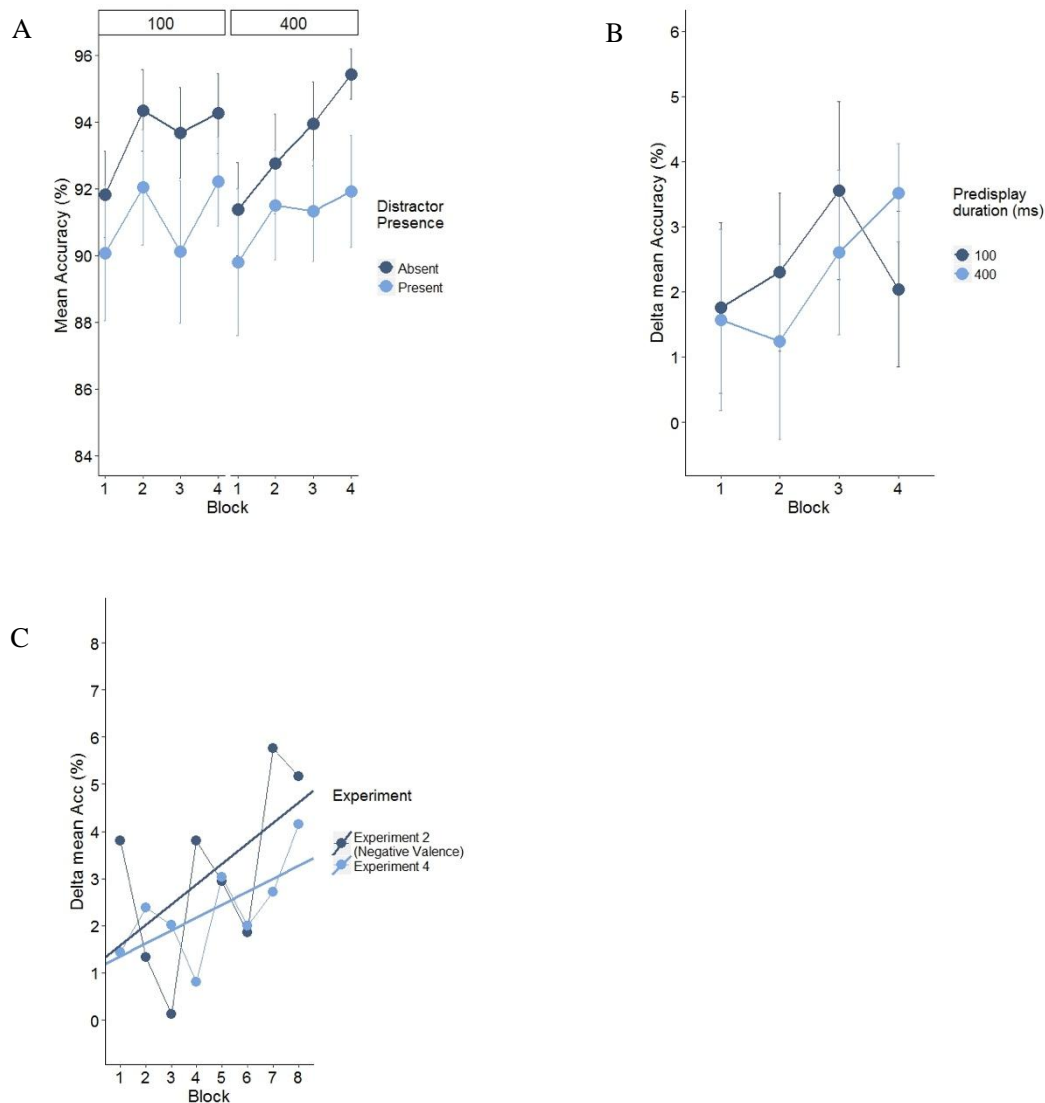 A
100 400
96
94
92
90
88
86
84
Mean Accuracy (%)
1 2 3 4 1 2 3 4
Block
Distractor
Presence
Absent
Present
B
6
5
4
3
2
1
0
Delta mean Accuracy (%)
1 2 3 4
Block
Predisplay
duration (ms)
100
400
C
8
7
6
5
4
3
2
1
0
Delta mean Acc (%)
1 2 3 4 5 6 7 8
Block
Experiment
Experiment 2
(Negative Valence)
Experiment 4